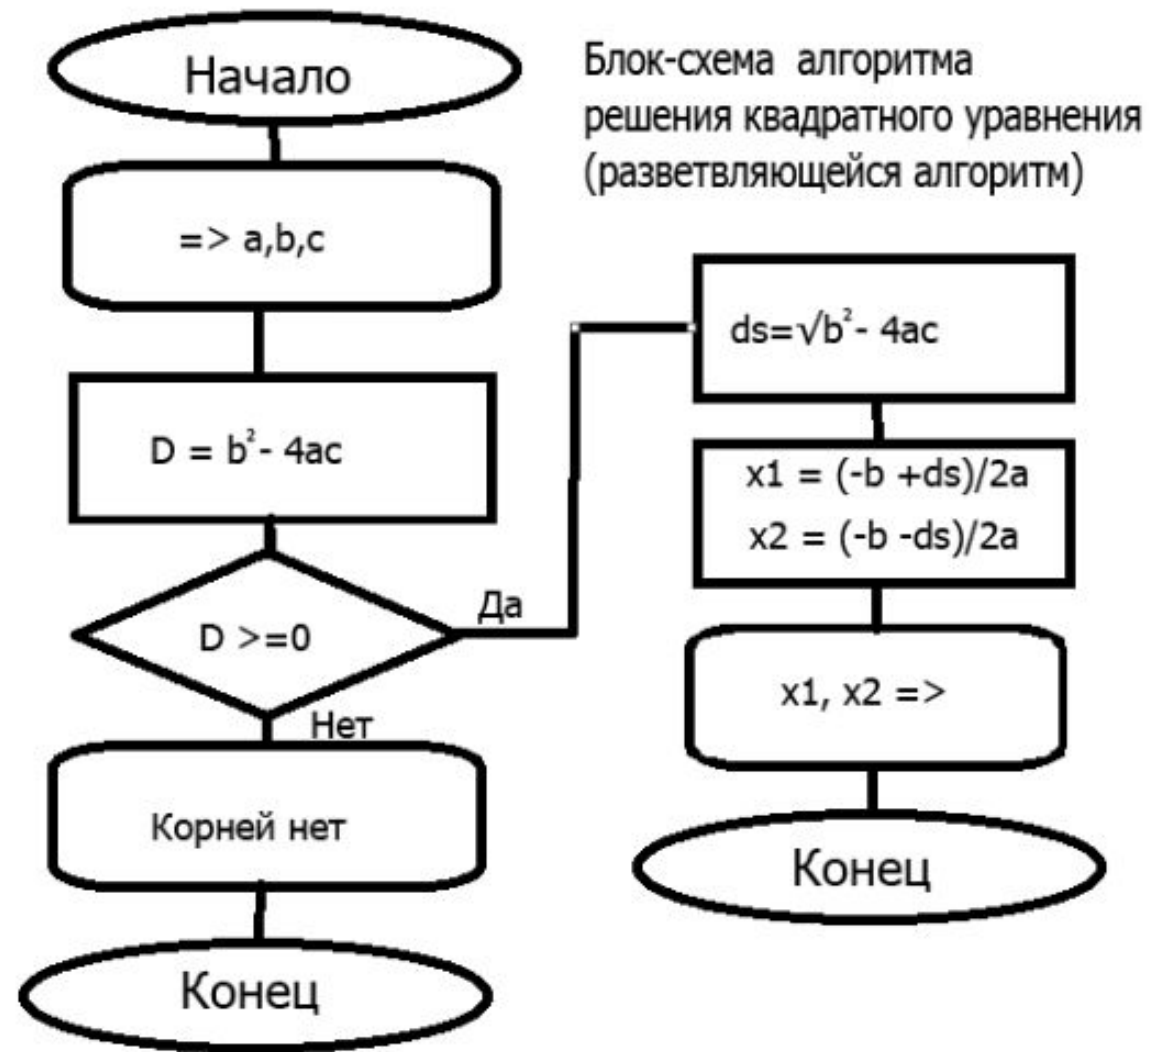 Начало
Блок-схема алгоритма
решения квадратного уравнения
(разветвляющейся алгоритм)
=> a,b,c
D = b²- 4ac
D >=0
Да
Нет
Корней нет
Конец
ds=√b²- 4ac
x1 = (-b +ds)/2a
x2 = (-b -ds)/2a
x1, x2 =>
Конец